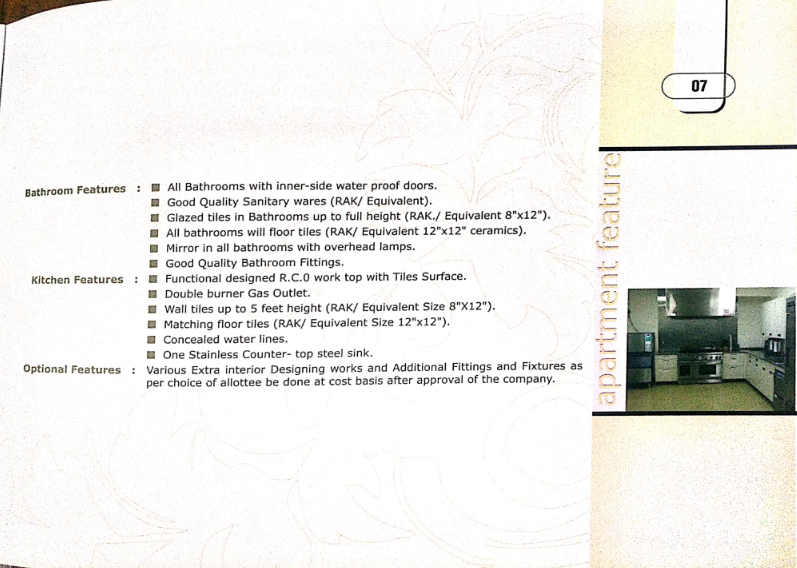 07
apartment feature
Bathroom Features : ■ All Bathrooms with inner-side water proof doors.
■ Good Quality Sanitary wares (RAK/ Equivalent).
■ Glazed tiles in Bathrooms up to full height (RAK./ Equivalent 8"x12").
■ All bathrooms will floor tiles (RAK/ Equivalent 12"x12" ceramics).
■ Mirror in all bathrooms with overhead lamps.
■ Good Quality Bathroom Fittings.
Kitchen Features : ■ Functional designed R.C.0 work top with Tiles Surface.
■ Double burner Gas Outlet.
■ Wall tiles up to 5 feet height (RAK/ Equivalent Size 8"X12").
■ Matching floor tiles (RAK/ Equivalent Size 12"x12").
■ Concealed water lines.
■ One Stainless Counter- top steel sink.
Optional Features : Various Extra interior Designing works and Additional Fittings and Fixtures as
per choice of allottee be done at cost basis after approval of the company.